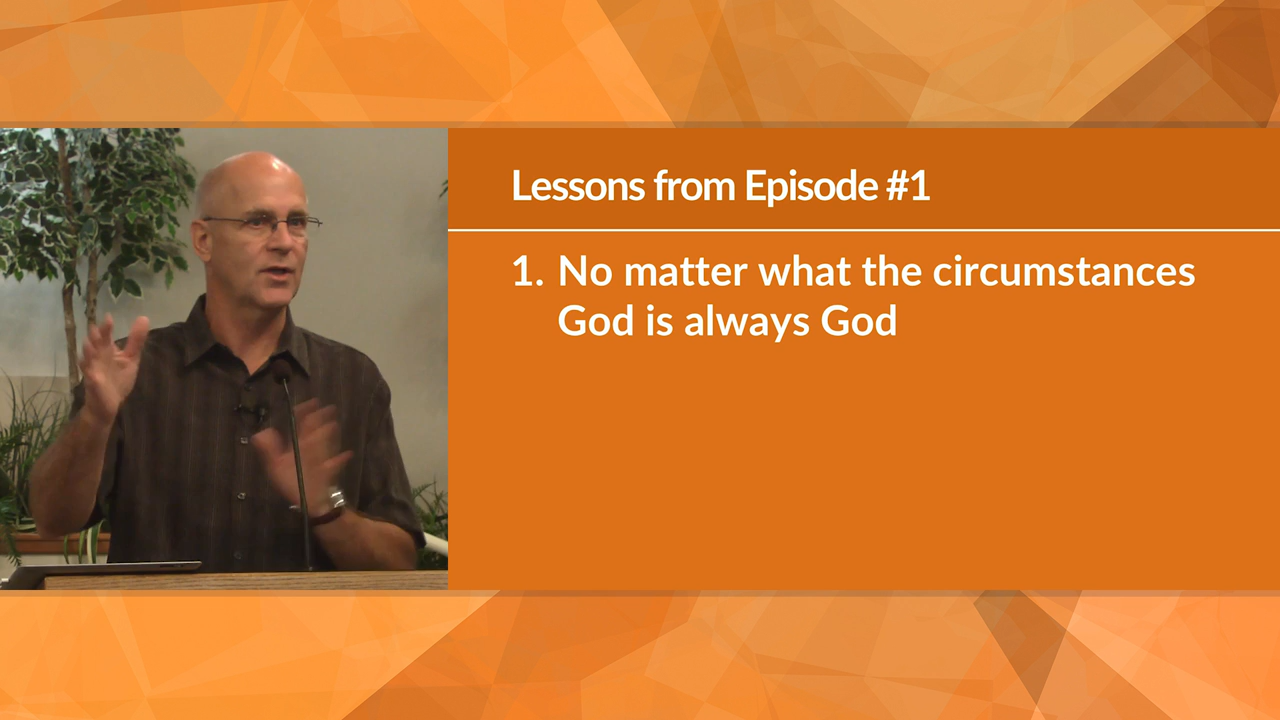 Lessons from Episode #1
1. No matter what the circumstances
God is always God